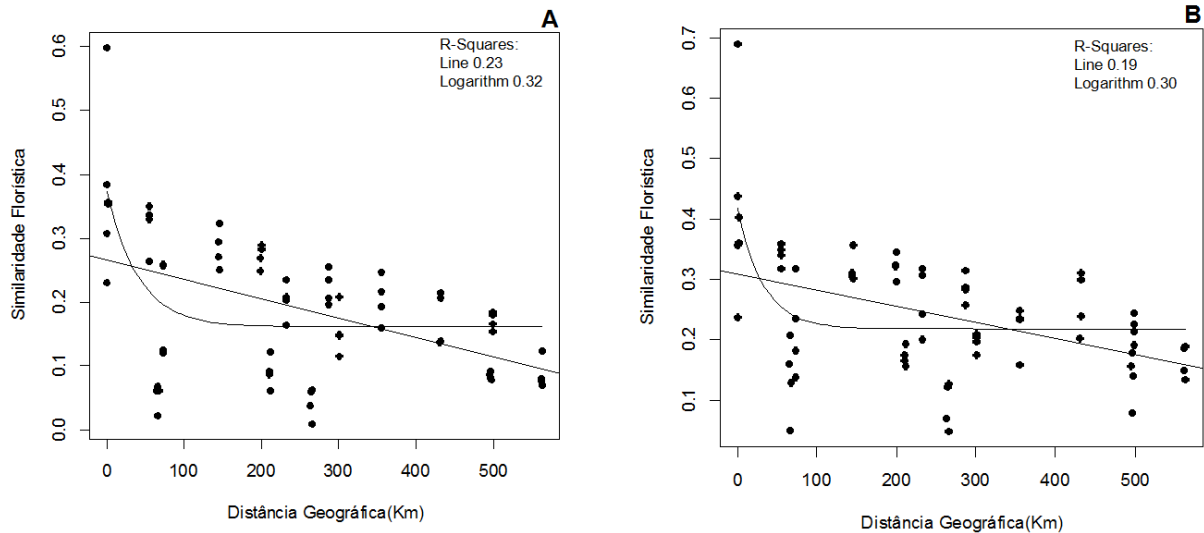 A
R-Squares:
Line 0.23
Logarithm 0.32
Similaridade Florística
0.6
0.5
0.4
0.3
0.2
0.1
0.0
0 100 200 300 400 500
Distância Geográfica(Km)
B
R-Squares:
Line 0.19
Logarithm 0.30
Similaridade Florística
0.7
0.6
0.5
0.4
0.3
0.2
0.1
0 100 200 300 400 500
Distância Geográfica(Km)